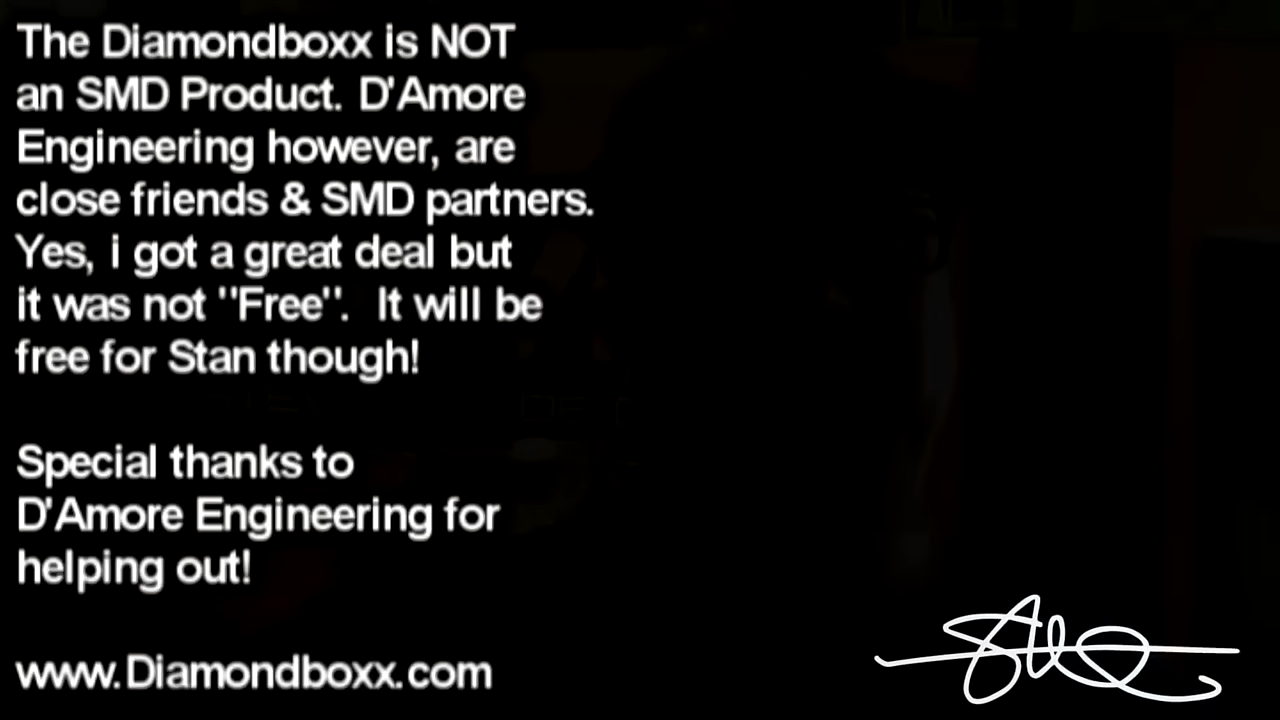 The Diamondboxx is NOT
an SMD Product. D'Amore
Engineering however, are
close friends & SMD partners.
Yes, i got a great deal but
it was not "Free".  It will be
free for Stan though!
Special thanks to
D'Amore Engineering for
helping out!
www.Diamondboxx.com